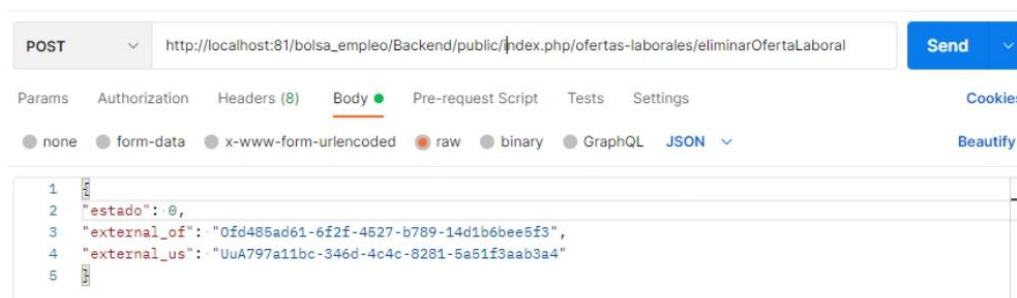 POST http://localhost:81/bolsa_empleo/Backend/public/index.php/ofertas-laborales/eliminarOfertaLaboral Send
Params Authorization Headers (8) Body Pre-request Script Tests Settings Cookies
none form-data x-www-form-urlencoded raw binary GraphQL JSON Beautify
1 {
2 "estado": 0,
3 "external_of": "Ofd485ad61-6f2f-4527-b789-14d1b6bee5f3",
4 "external_us": "UuA797a11bc-346d-4c4c-8281-5a51f3aab3a4"
5 }